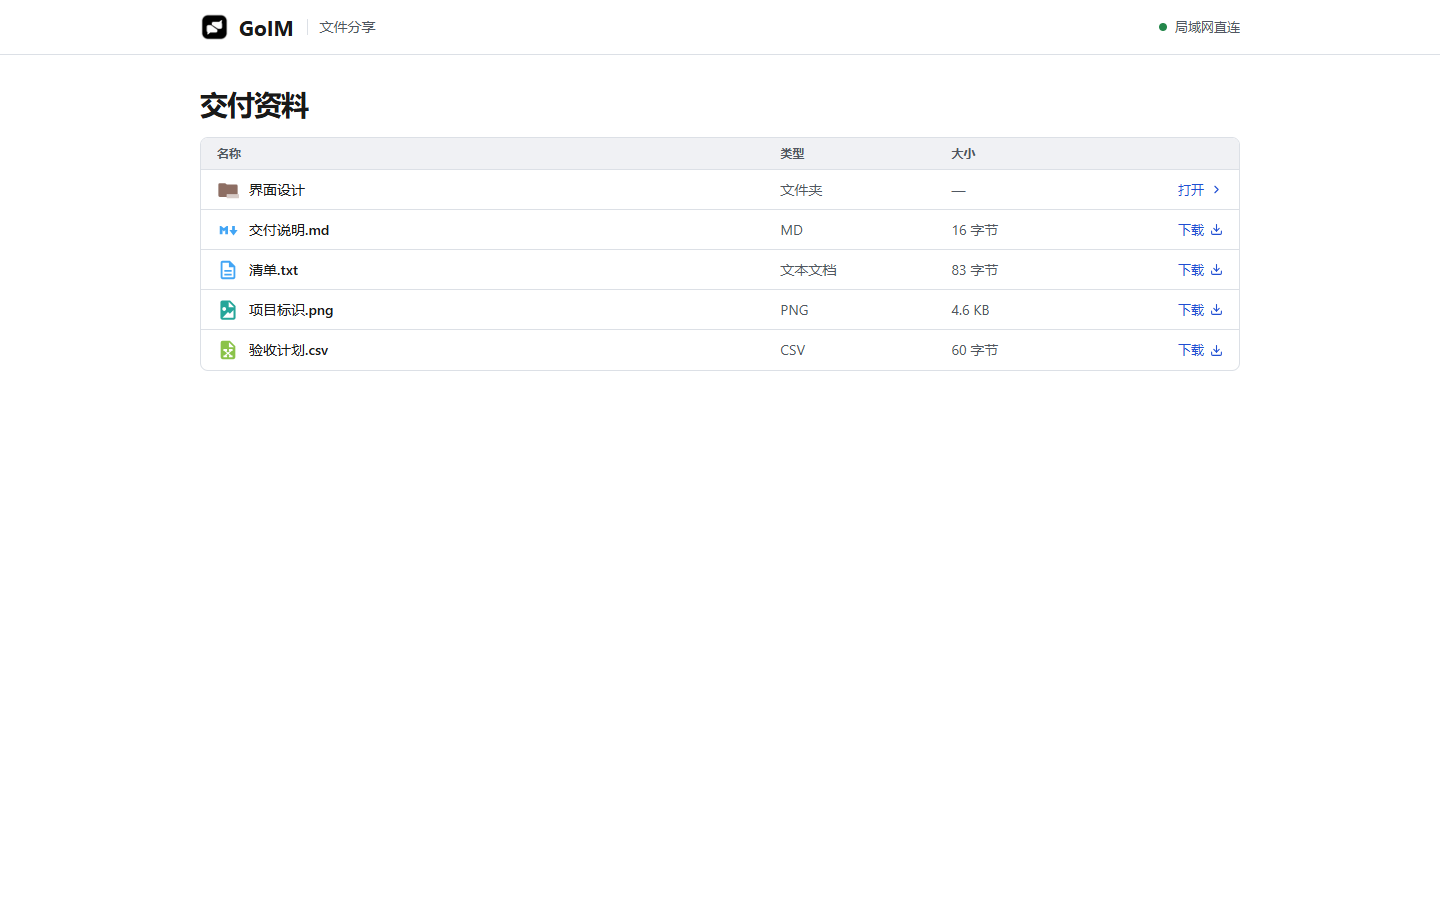 GoIM 文件分享 局域网直连
交付资料
名称 类型 大小
界面设计 文件夹 — 打开
交付说明.md MD 16 字节 下载
清单.txt 文本文档 83 字节 下载
项目标识.png PNG 4.6 KB 下载
验收计划.csv CSV 60 字节 下载